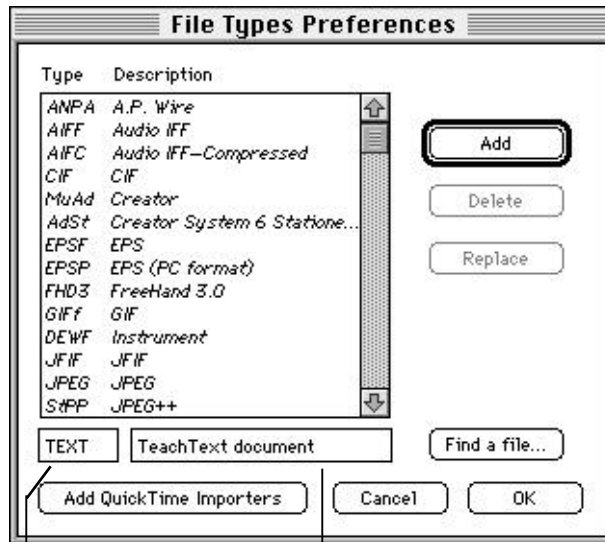 File Types Preferences
Type Description
ANPA A.P. Wire
AIFF Audio IFF
AIFC Audio IFF-Compressed
CIF CIF
MuAd Creator
AdSt Creator System 6 Statione...
EPSF EPS
EPSP EPS (PC format)
FHD3 FreeHand 3.0
GIFf GIF
DEWF Instrument
JFIF JFIF
JPEG JPEG
StPP JPEG++
Add
Delete
Replace
TEXT TeachText document
Find a file...
Add QuickTime Importers
Cancel
OK